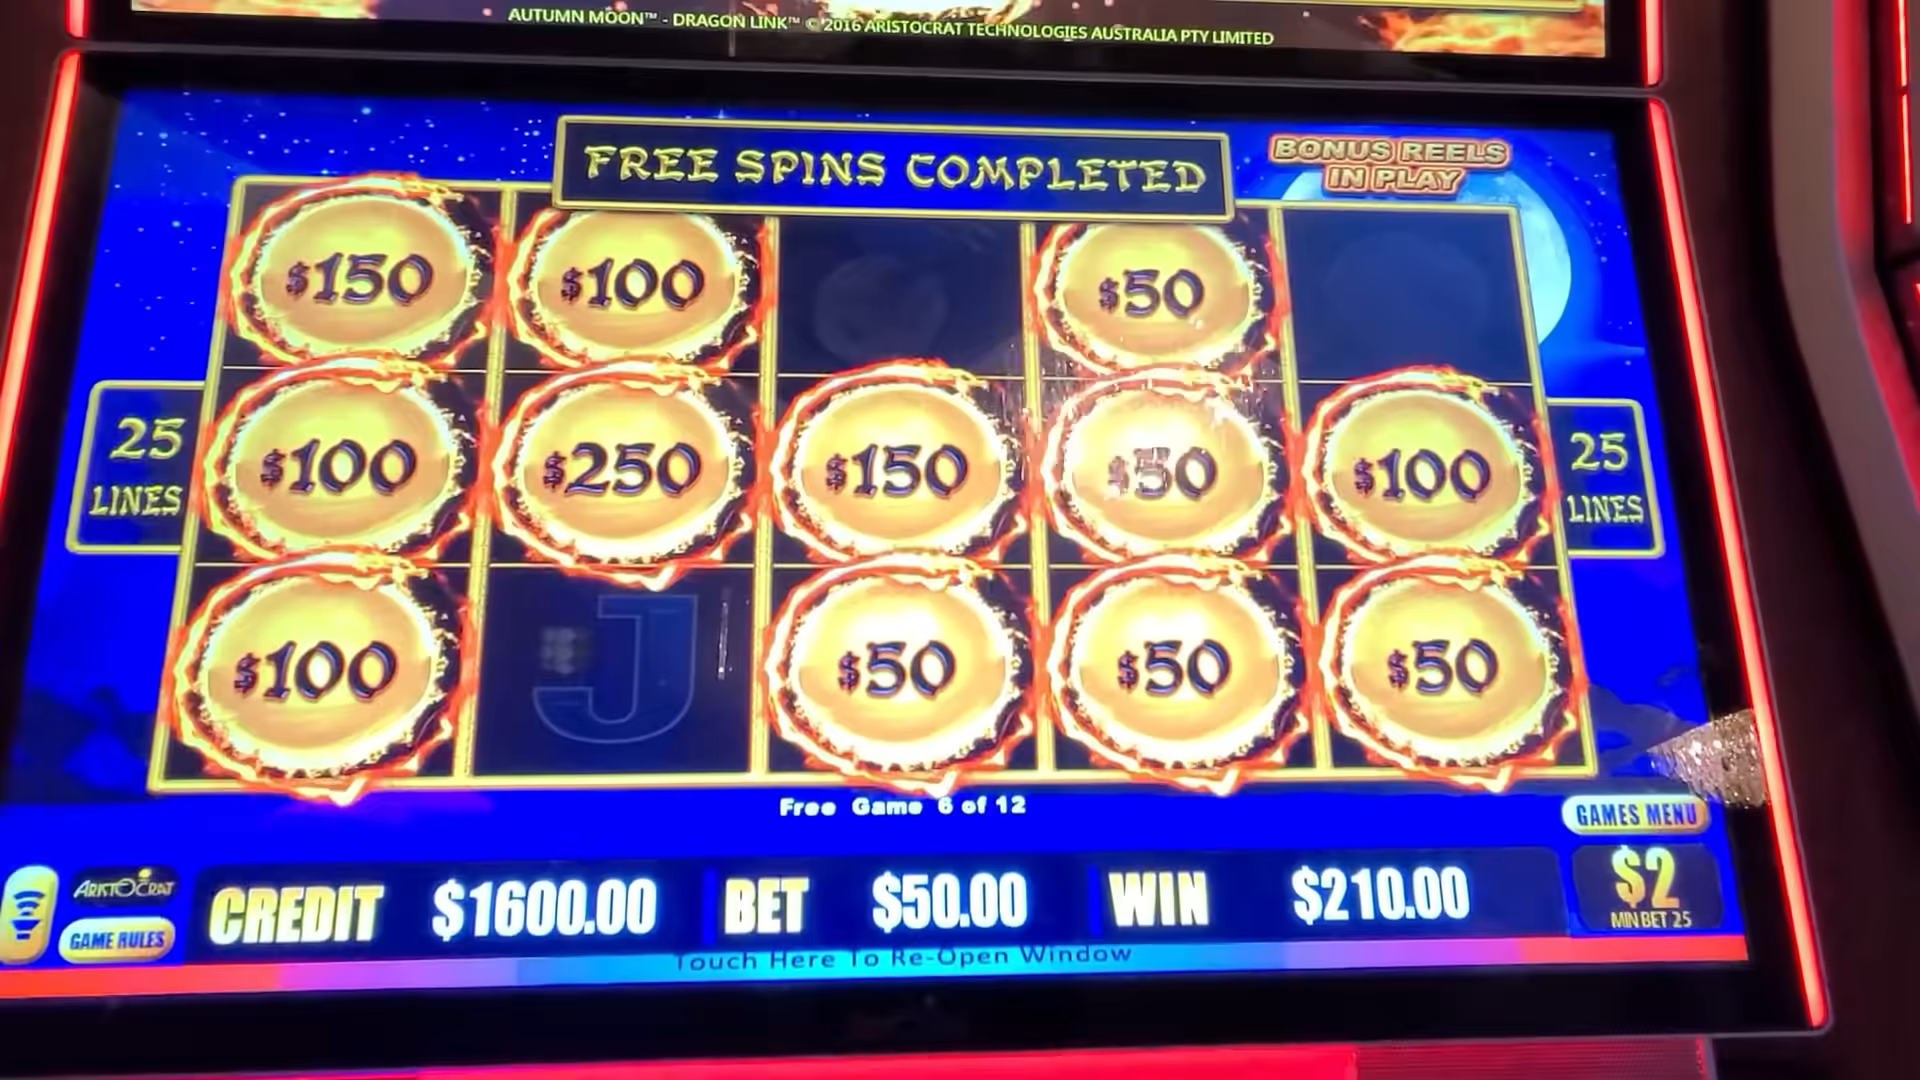 AUTUMN MOON™ - DRAGON LINK™ © 2016 ARISTOCRAT TECHNOLOGIES AUSTRALIA PTY LIMITED
FREE SPINS COMPLETED
BONUS REELS
IN PLAY
$150 $100 $50
25
LINES
$100 $250 $150 $50 $100
25
LINES
$100 J $50 $50 $50
Free Game 6 of 12
GAMES MENU
ARISTOCRAT
GAME RULES
CREDIT $1600.00 BET $50.00 WIN $210.00
$2
MIN BET 25
Touch Here To Re-Open Window